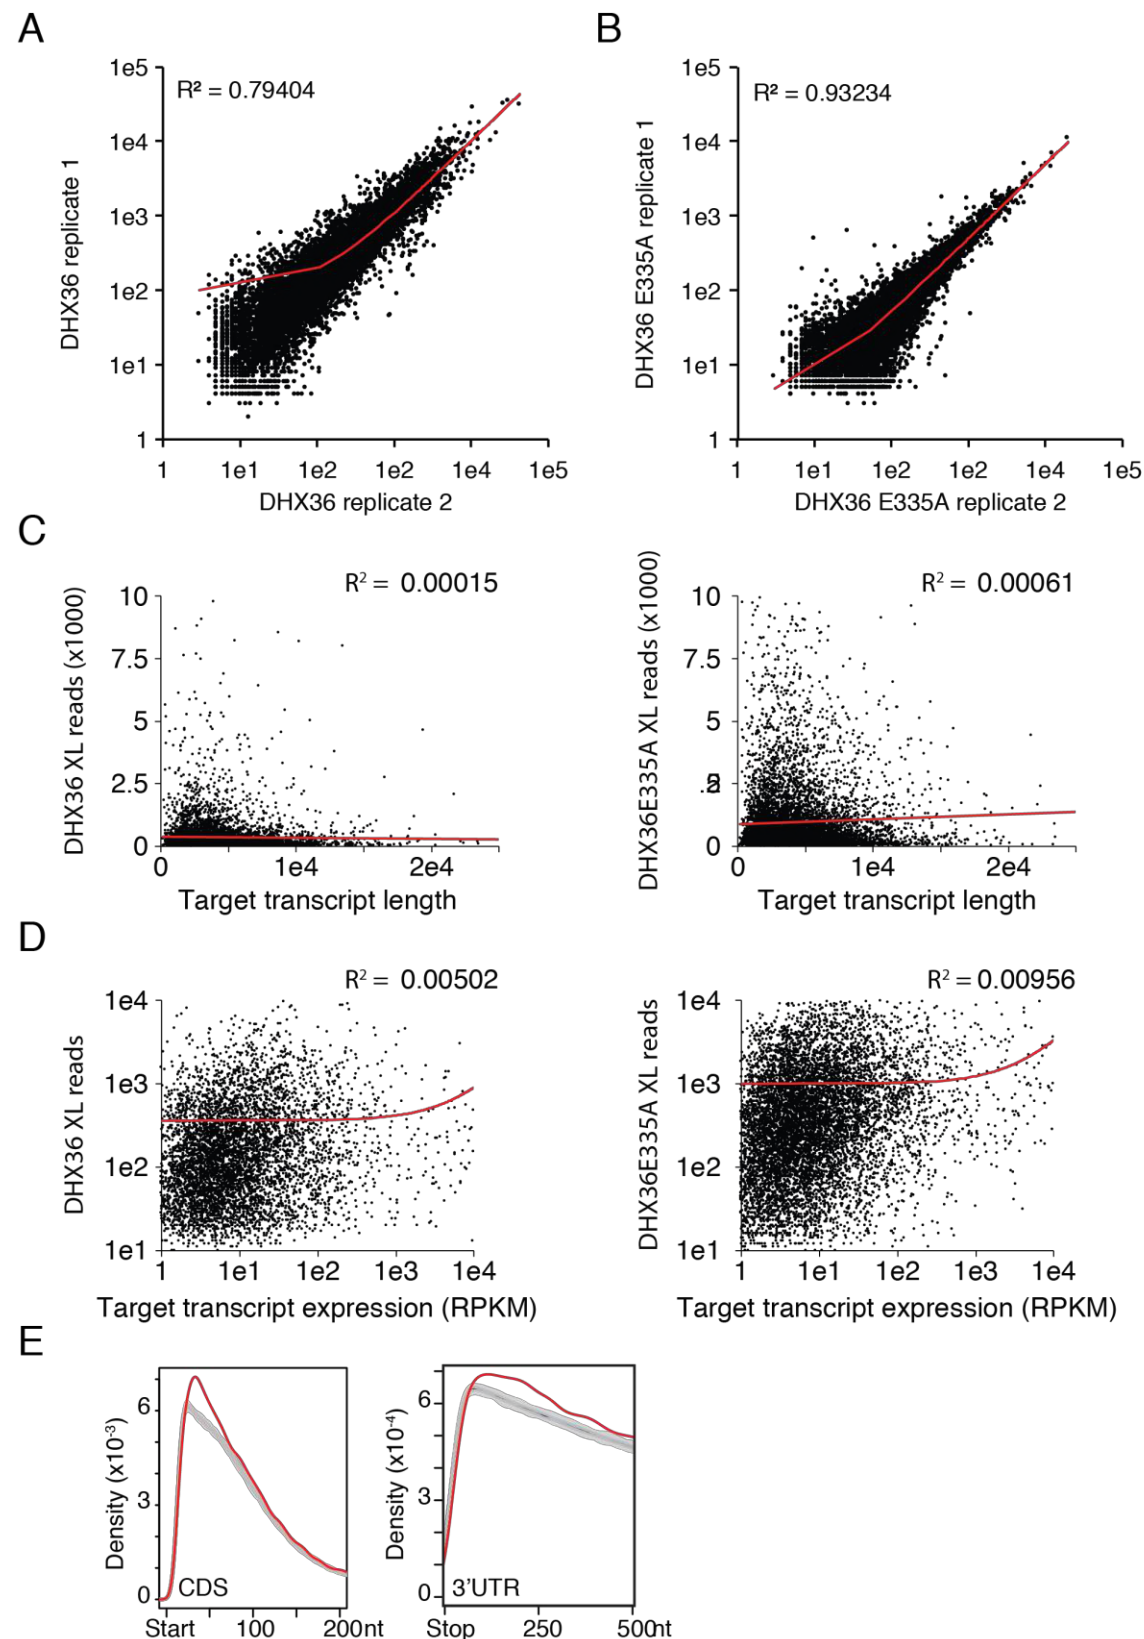 A
B
1e5
1e4
1e3
1e2
1e1
1
R² = 0.79404
DHX36 replicate 1
1 1e1 1e2 1e2 1e4 1e5
DHX36 replicate 2
1e5
1e4
1e3
1e2
1e1
1
R² = 0.93234
DHX36 E335A replicate 1
1 1e1 1e2 1e2 1e4 1e5
DHX36 E335A replicate 2
C
R² = 0.00015
DHX36 XL reads (x1000)
10
7.5
5
2.5
0
0 1e4 2e4
Target transcript length
R² = 0.00061
DHX36E335A XL reads (x1000)
10
7.5
5
0
0 1e4 2e4
Target transcript length
D
R² = 0.00502
DHX36 XL reads
1e4
1e3
1e2
1e1
1 1e1 1e2 1e3 1e4
Target transcript expression (RPKM)
R² = 0.00956
DHX36E335A XL reads
1e4
1e3
1e2
1e1
1 1e1 1e2 1e3 1e4
Target transcript expression (RPKM)
E
Density (x10⁻³)
6
3
0
CDS
Start 100 200nt
Density (x10⁻⁴)
6
3
0
3'UTR
Stop 250 500nt